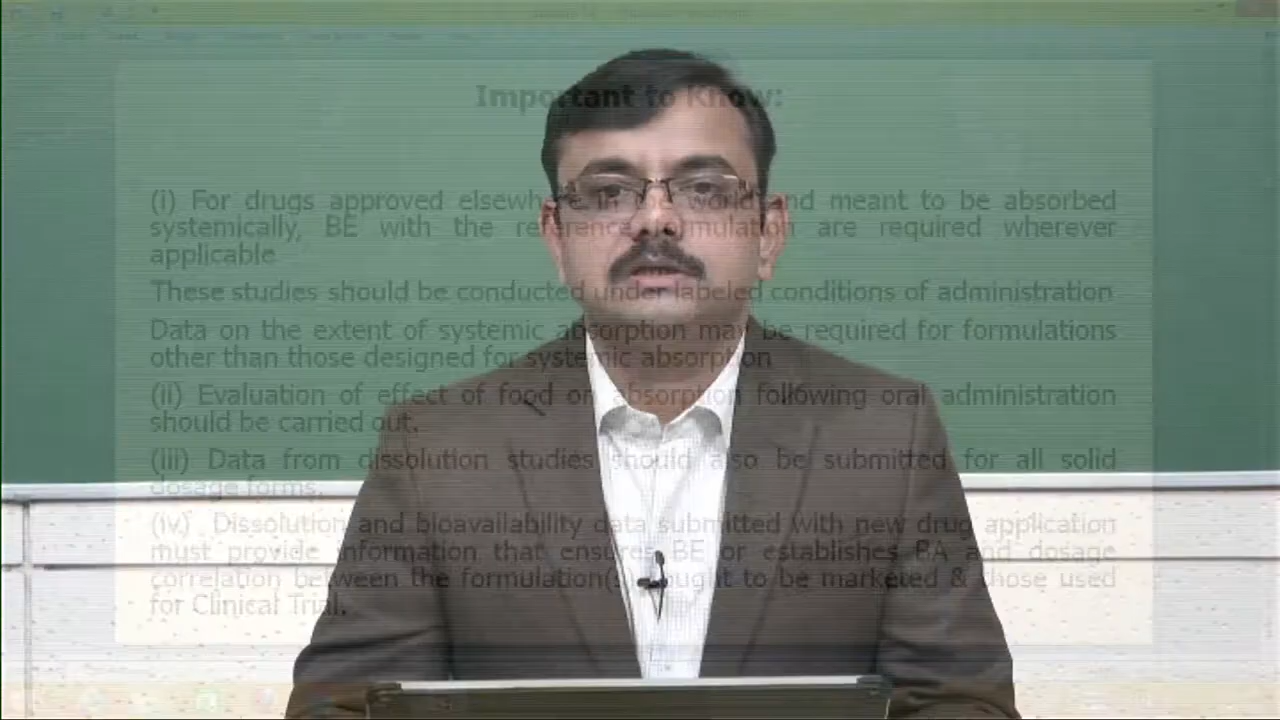 Important to Know:
(i) For drugs approved elsewhere in world and meant to be absorbed
systemically, BE with the reference formulation are required wherever
applicable
These studies should be conducted under labeled conditions of administration
Data on the extent of systemic absorption may be required for formulations
other than those designed for systemic absorption
(ii) Evaluation of effect of food on absorption following oral administration
should be carried out.
(iii) Data from dissolution studies should also be submitted for all solid
dosage forms.
(iv) Dissolution and bioavailability data submitted with new drug application
must provide information that ensures BE or establishes BA and dosage
correlation between the formulation(s) sought to be marketed & those used
for Clinical Trial.